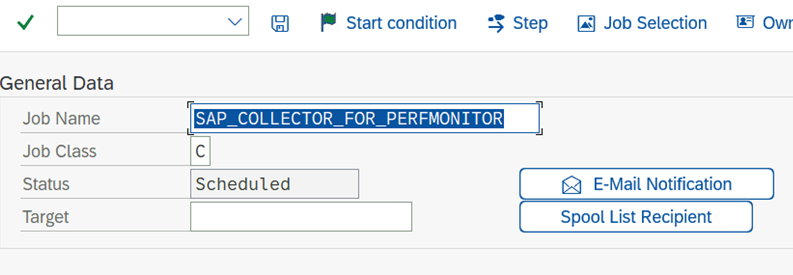 Start condition Step Job Selection Own
General Data
Job Name SAP_COLLECTOR_FOR_PERFMONITOR
Job Class C
Status Scheduled E-Mail Notification
Target Spool List Recipient